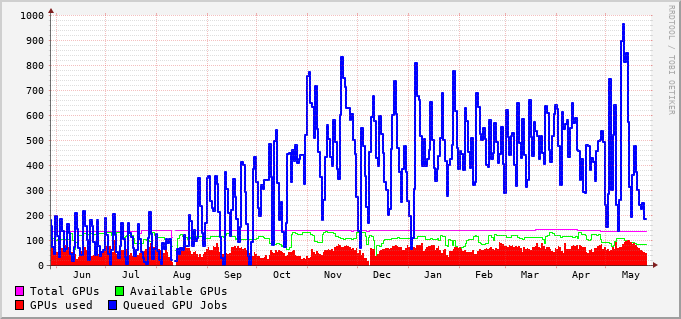 1000
900
800
700
600
500
400
300
200
100
0
Jun Jul Aug Sep Oct Nov Dec Jan Feb Mar Apr May
Total GPUs Available GPUs
GPUs used Queued GPU Jobs
RRDTOOL / TOBI OETIKER